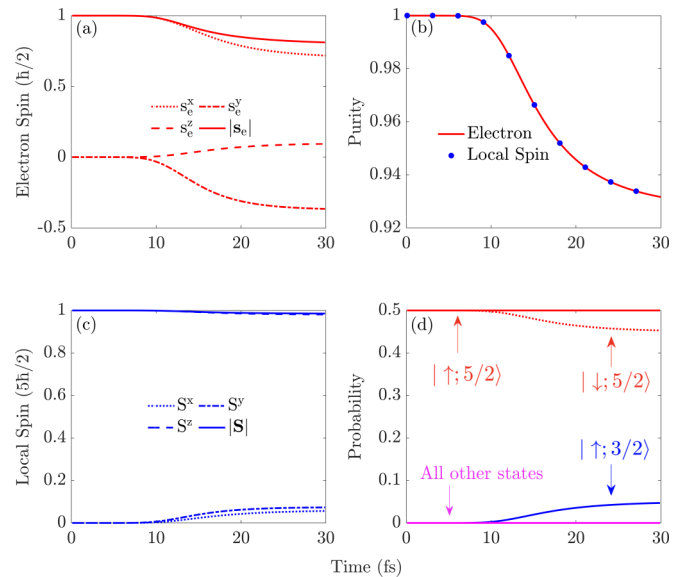 (a)
Electron Spin (ħ/2)
1
0.5
0
-0.5
0 10 20 30
s_e^x s_e^y
s_e^z |s_e|
(b)
Purity
1
0.98
0.96
0.94
0.92
0 10 20 30
Electron
Local Spin
(c)
Local Spin (5ħ/2)
1
0.8
0.6
0.4
0.2
0
0 10 20 30
S^x S^y
S^z |S|
(d)
Probability
0.5
0.4
0.3
0.2
0.1
0
0 10 20 30
| ↑; 5/2⟩
| ↓; 5/2⟩
| ↑; 3/2⟩
All other states
Time (fs)